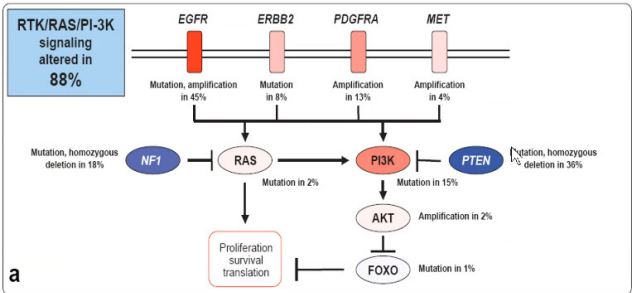 RTK/RAS/PI-3K
signaling
altered in
88%
EGFR
ERBB2
PDGFRA
MET
Mutation, amplification
in 45%
Mutation
in 8%
Amplification
in 13%
Amplification
in 4%
Mutation, homozygous
deletion in 18%
NF1
RAS
PI3K
PTEN
Mutation, homozygous
deletion in 36%
Mutation in 2%
Mutation in 15%
AKT
Amplification in 2%
Proliferation
survival
translation
FOXO
Mutation in 1%
a